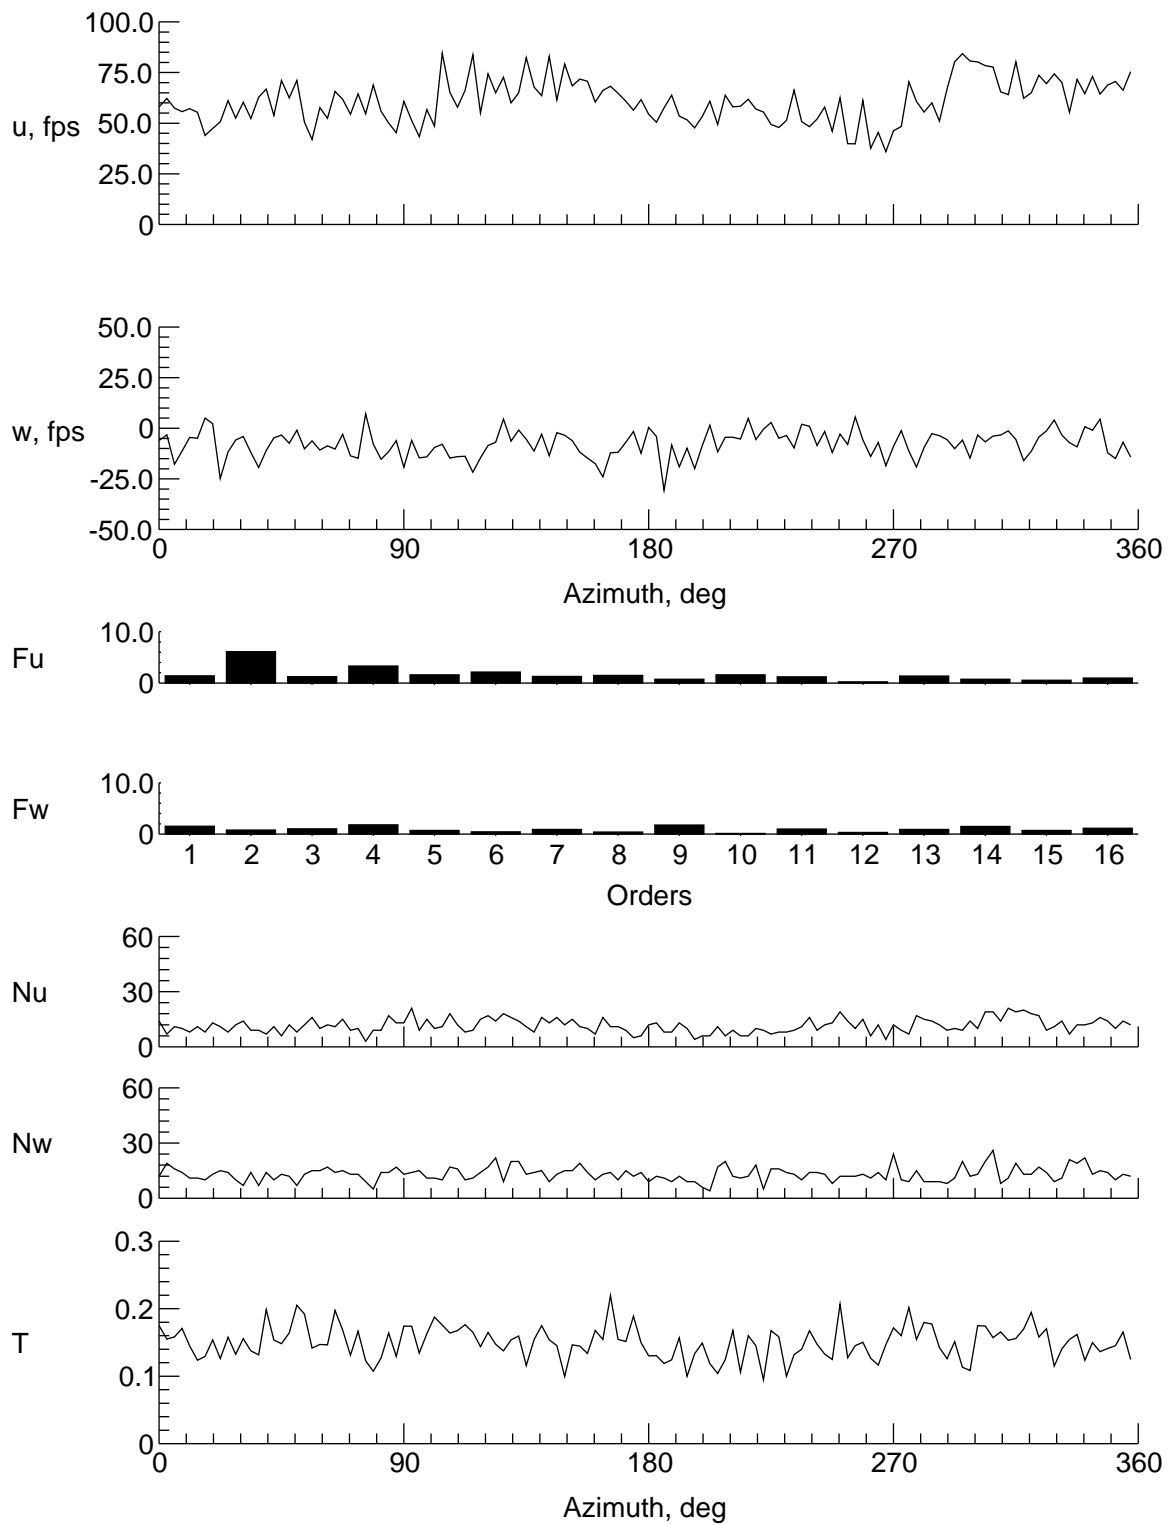 100.0
75.0
u, fps 50.0
25.0
0
50.0
25.0
w, fps 0
-25.0
-50.0
0 90 180 270 360
Azimuth, deg
10.0
Fu
0
10.0
Fw
0
1 2 3 4 5 6 7 8 9 10 11 12 13 14 15 16
Orders
60
Nu 30
0
60
Nw 30
0
0.3
0.2
T
0.1
0
0 90 180 270 360
Azimuth, deg